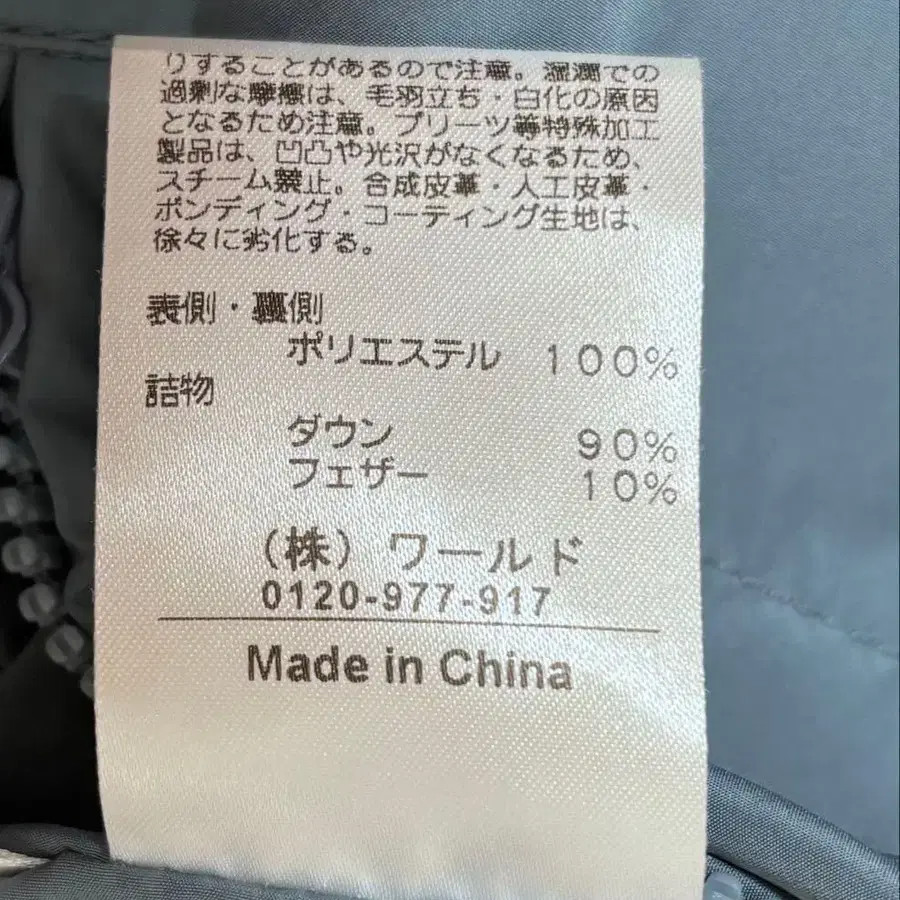 りすることがあるので注意。湿潤での
過剰な摩擦は、毛羽立ち・白化の原因
となるため注意。プリーツ等特殊加工
製品は、凹凸や光沢がなくなるため、
スチーム禁止。合成皮革・人工皮革・
ボンディング・コーティング生地は、
徐々に劣化する。
表側・裏側
ポリエステル 100%
詰物
ダウン 90%
フェザー 10%
(株) ワールド
0120-977-917
Made in China